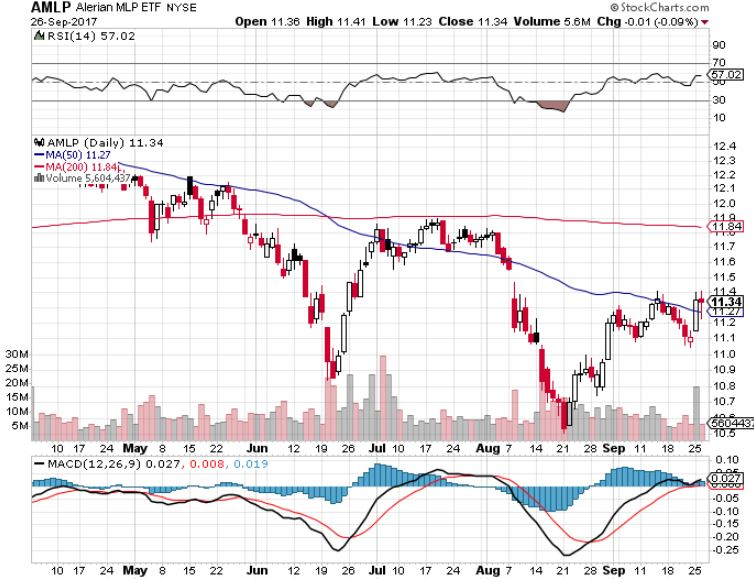 AMLP Alerian MLP ETF NYSE © StockCharts.com
26-Sep-2017 Open 11.36 High 11.41 Low 11.23 Close 11.34 Volume 5.6M Chg -0.01 (-0.09%)
RSI(14) 57.02
90
70
57.02
50
30
10
AMLP (Daily) 11.34
MA(50) 11.27
MA(200) 11.84
Volume 5,604,437
12.4
12.3
12.2
12.1
12.0
11.9
11.84
11.7
11.6
11.5
11.4
11.34
11.27
11.2
11.1
11.0
10.9
10.8
10.7
10.6
10.5
30M
25M
20M
15M
10M
5M
5604437
10 17 24 May 8 15 22 Jun 12 19 26 Jul 10 17 24 Aug 7 14 21 28 Sep 11 18 25
MACD(12,26,9) 0.027, 0.008, 0.019
0.10
0.05
0.027
-0.05
-0.10
-0.15
-0.20
-0.25
10 17 24 May 8 15 22 Jun 12 19 26 Jul 10 17 24 Aug 7 14 21 28 Sep 11 18 25